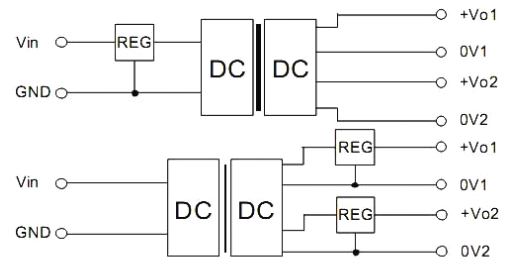 +Vo1
Vin REG
DC DC 0V1
GND +Vo2
0V2
REG +Vo1
Vin 0V1
DC DC REG +Vo2
GND
0V2